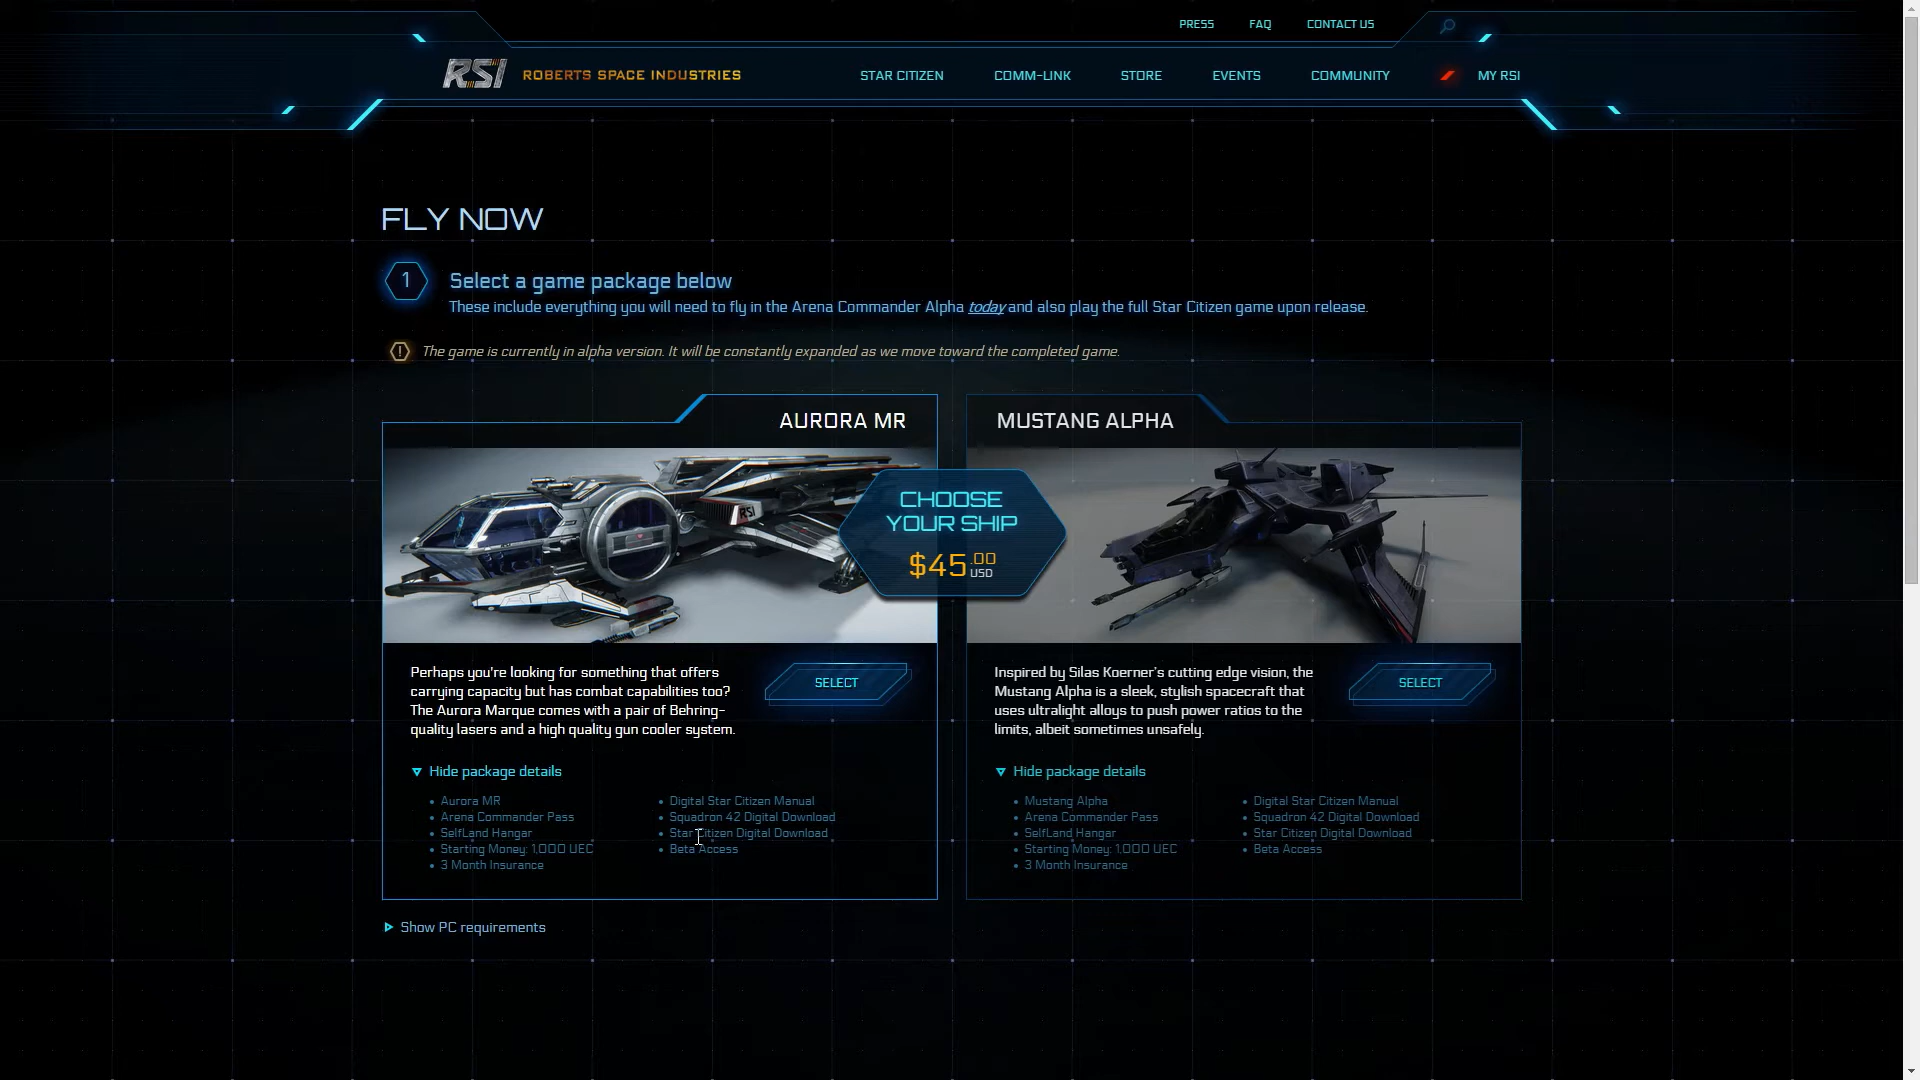 PRESS FAQ CONTACT US
RSI ROBERTS SPACE INDUSTRIES STAR CITIZEN COMM-LINK STORE EVENTS COMMUNITY MY RSI
FLY NOW
1 Select a game package below
These include everything you will need to fly in the Arena Commander Alpha today and also play the full Star Citizen game upon release.
! The game is currently in alpha version. It will be constantly expanded as we move toward the completed game.
AURORA MR
MUSTANG ALPHA
RSI
CHOOSE
YOUR SHIP
$45.00
USD
Perhaps you're looking for something that offers
carrying capacity but has combat capabilities too?
The Aurora Marque comes with a pair of Behring-
quality lasers and a high quality gun cooler system.
SELECT
Hide package details
• Aurora MR
• Arena Commander Pass
• SelfLand Hangar
• Starting Money: 1,000 UEC
• 3 Month Insurance
• Digital Star Citizen Manual
• Squadron 42 Digital Download
• Star Citizen Digital Download
• Beta Access
Inspired by Silas Koerner's cutting edge vision, the
Mustang Alpha is a sleek, stylish spacecraft that
uses ultralight alloys to push power ratios to the
limits, albeit sometimes unsafely.
SELECT
Hide package details
• Mustang Alpha
• Arena Commander Pass
• SelfLand Hangar
• Starting Money: 1,000 UEC
• 3 Month Insurance
• Digital Star Citizen Manual
• Squadron 42 Digital Download
• Star Citizen Digital Download
• Beta Access
Show PC requirements